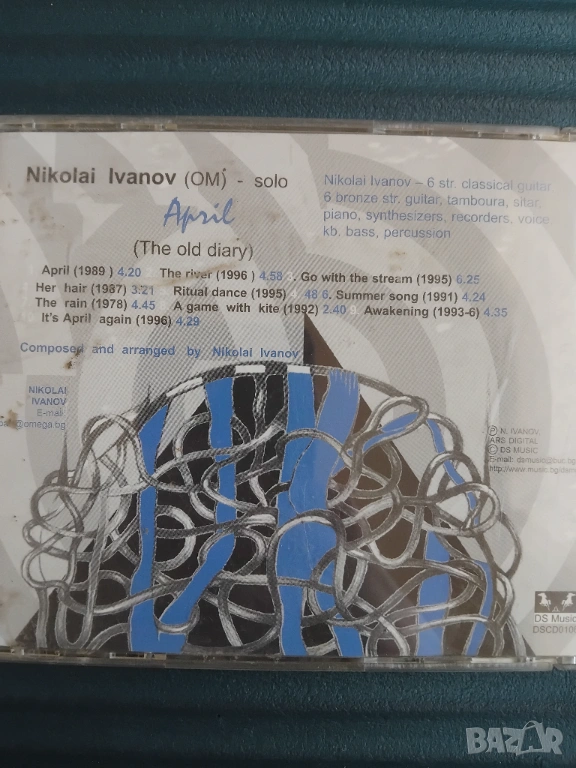 Nikolai Ivanov (OM) - solo
April
(The old diary)
Nikolai Ivanov – 6 str. classical guitar
6 bronze str. guitar, tamboura, sitar,
piano, synthesizers, recorders, voice,
kb. bass, percussion
April (1989 ) 4.20 The river (1996 ) 4.58 3. Go with the stream (1995) 6.25
Her hair (1987) 3.21 Ritual dance (1995) 48 6. Summer song (1991) 4.24
The rain (1978) 4.45 A game with kite (1992) 2.40 Awakening (1993-6) 4.35
It's April again (1996) 4.29
Composed and arranged by Nikolai Ivanov
NIKOLAI
IVANOV
E-mail
@omega.bg
℗ N. IVANOV,
ARS DIGITAL
© DS MUSIC
E-mail:
DS Music
BAZAR